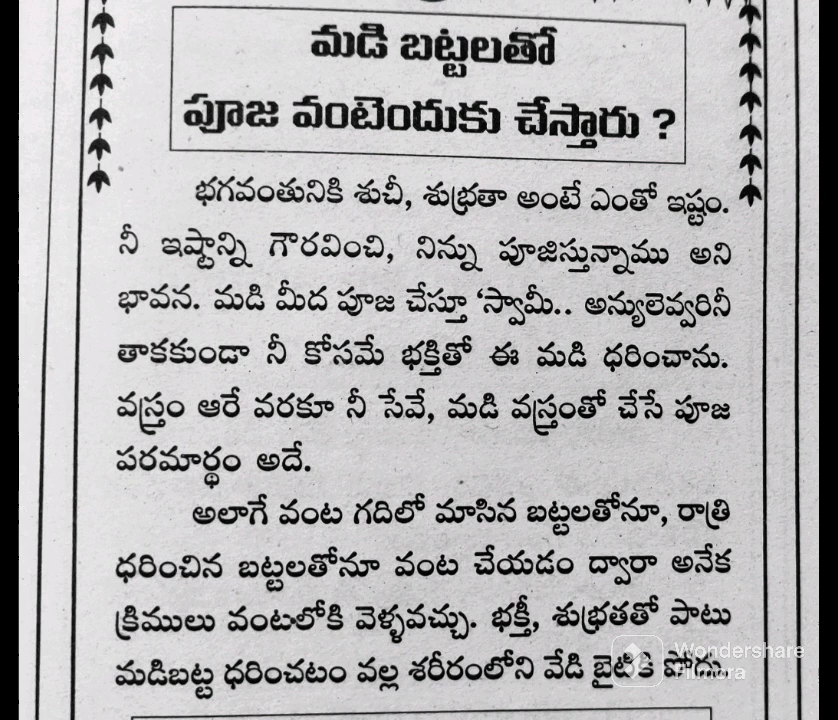 మడి బట్టలతో
పూజ వంటెందుకు చేస్తారు ?
భగవంతునికి శుచీ, శుభ్రతా అంటే ఎంతో ఇష్టం.
నీ ఇష్టాన్ని గౌరవించి, నిన్ను పూజిస్తున్నాము అని
భావన. మడి మీద పూజ చేస్తూ ‘స్వామీ.. అన్యులెవ్వరినీ
తాకకుండా నీ కోసమే భక్తితో ఈ మడి ధరించాను.
వస్త్రం ఆరే వరకూ నీ సేవే, మడి వస్త్రంతో చేసే పూజ
పరమార్థం అదే.
అలాగే వంట గదిలో మాసిన బట్టలతోనూ, రాత్రి
ధరించిన బట్టలతోనూ వంట చేయడం ద్వారా అనేక
క్రిములు వంటలోకి వెళ్ళవచ్చు. భక్తీ, శుభ్రతతో పాటు
మడిబట్ట ధరించటం వల్ల శరీరంలోని వేడి బైటికి పోదు.
Wondershare
Filmora